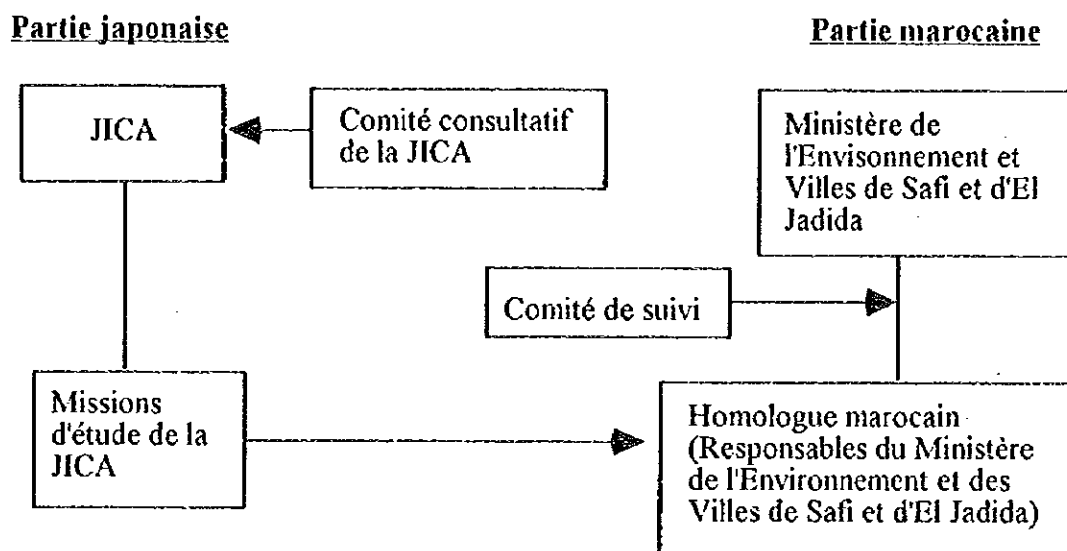 Partie japonaise
Partie marocaine
JICA
Comité consultatif
de la JICA
Ministère de
l'Envisonnement et
Villes de Safi et d'El
Jadida
Comité de suivi
Missions
d'étude de la
JICA
Homologue marocain
(Responsables du Ministère
de l'Environnement et des
Villes de Safi et d'El Jadida)